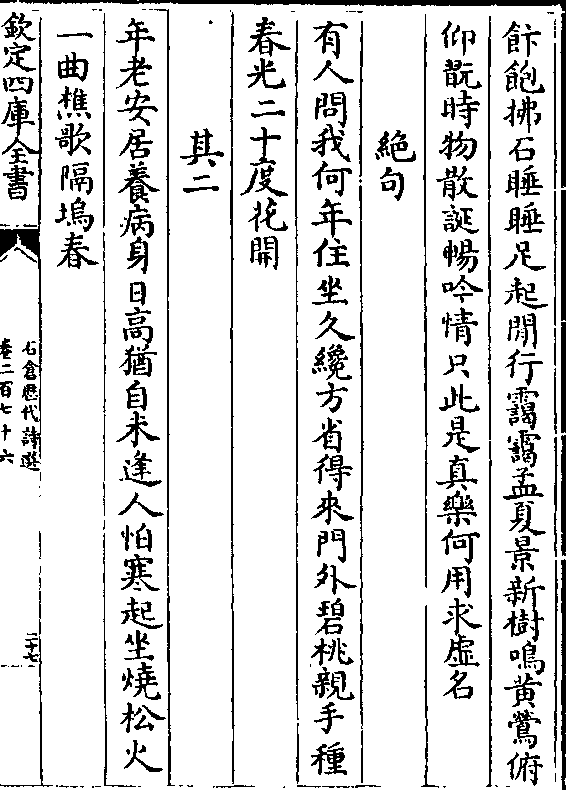 飰飽拂石睡睡足起閒行靄靄孟夏景新樹鳴黄鶯俯
仰翫時物散誕暢吟情只此是真樂何用求虛名
絕句
有人問我何年住坐久纔方省得來門外碧桃親手種
春光二十度花開
其二
年老安居養病身日高猶自未逢人怕寒起坐燒松火
一曲樵歌隔塢春
欽定四庫全書
石倉歷代詩選
卷二百七十六
二十七